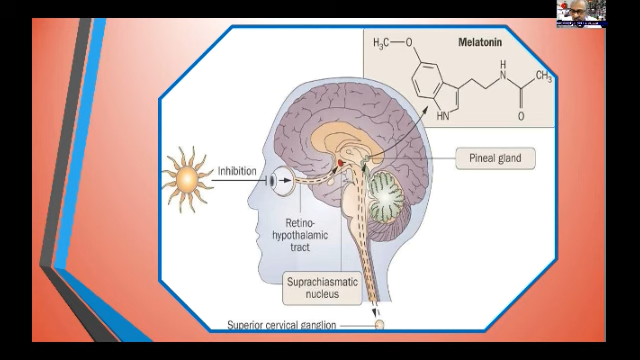 H₃C
O
Melatonin
H
N
CH₃
HN
O
Inhibition
Pineal gland
Retino-
hypothalamic
tract
Suprachiasmatic
nucleus
Superior cervical ganglion